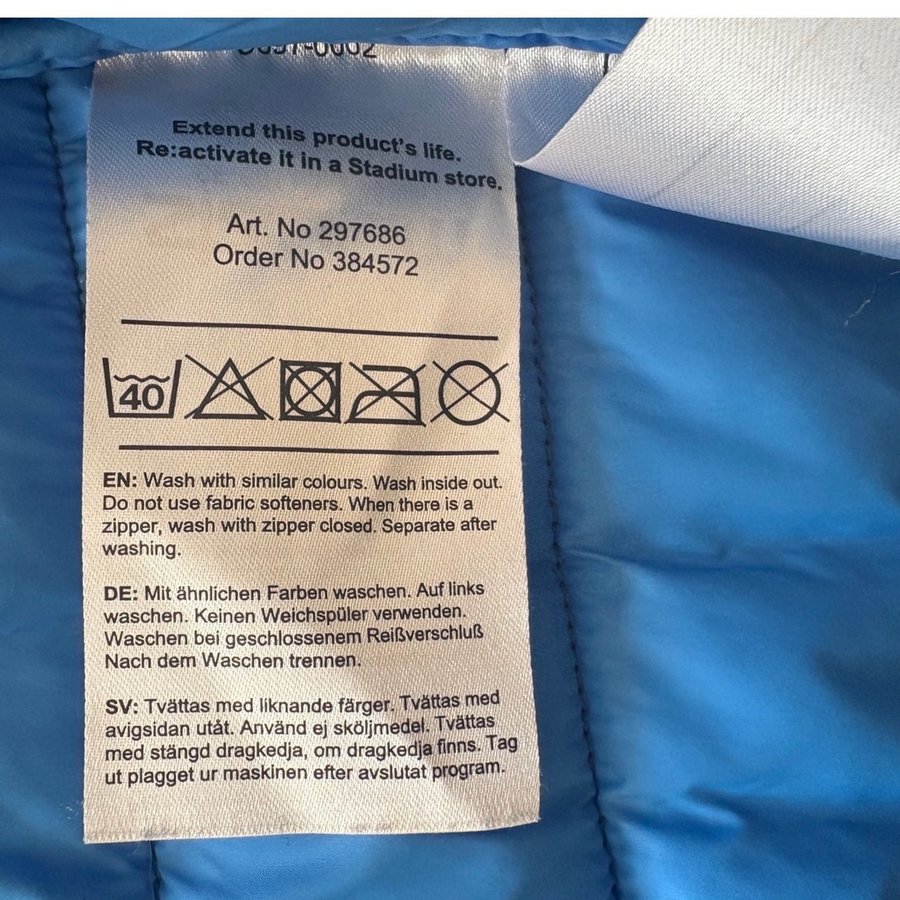 Extend this product's life.
Re:activate it in a Stadium store.
Art. No 297686
Order No 384572
40
EN: Wash with similar colours. Wash inside out.
Do not use fabric softeners. When there is a
zipper, wash with zipper closed. Separate after
washing.
DE: Mit ähnlichen Farben waschen. Auf links
waschen. Keinen Weichspüler verwenden.
Waschen bei geschlossenem Reißverschluß
Nach dem Waschen trennen.
SV: Tvättas med liknande färger. Tvättas med
avigsidan utåt. Använd ej sköljmedel. Tvättas
med stängd dragkedja, om dragkedja finns. Tag
ut plagget ur maskinen efter avslutat program.